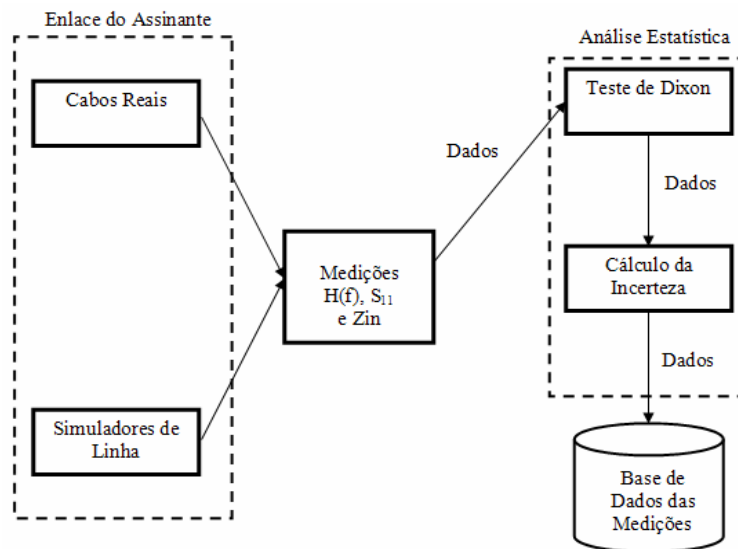 Enlace do Assinante
Cabos Reais
Simuladores de
Linha
Medições
H(f), S₁₁
e Zin
Dados
Análise Estatística
Teste de Dixon
Dados
Cálculo da
Incerteza
Dados
Base de
Dados das
Medições